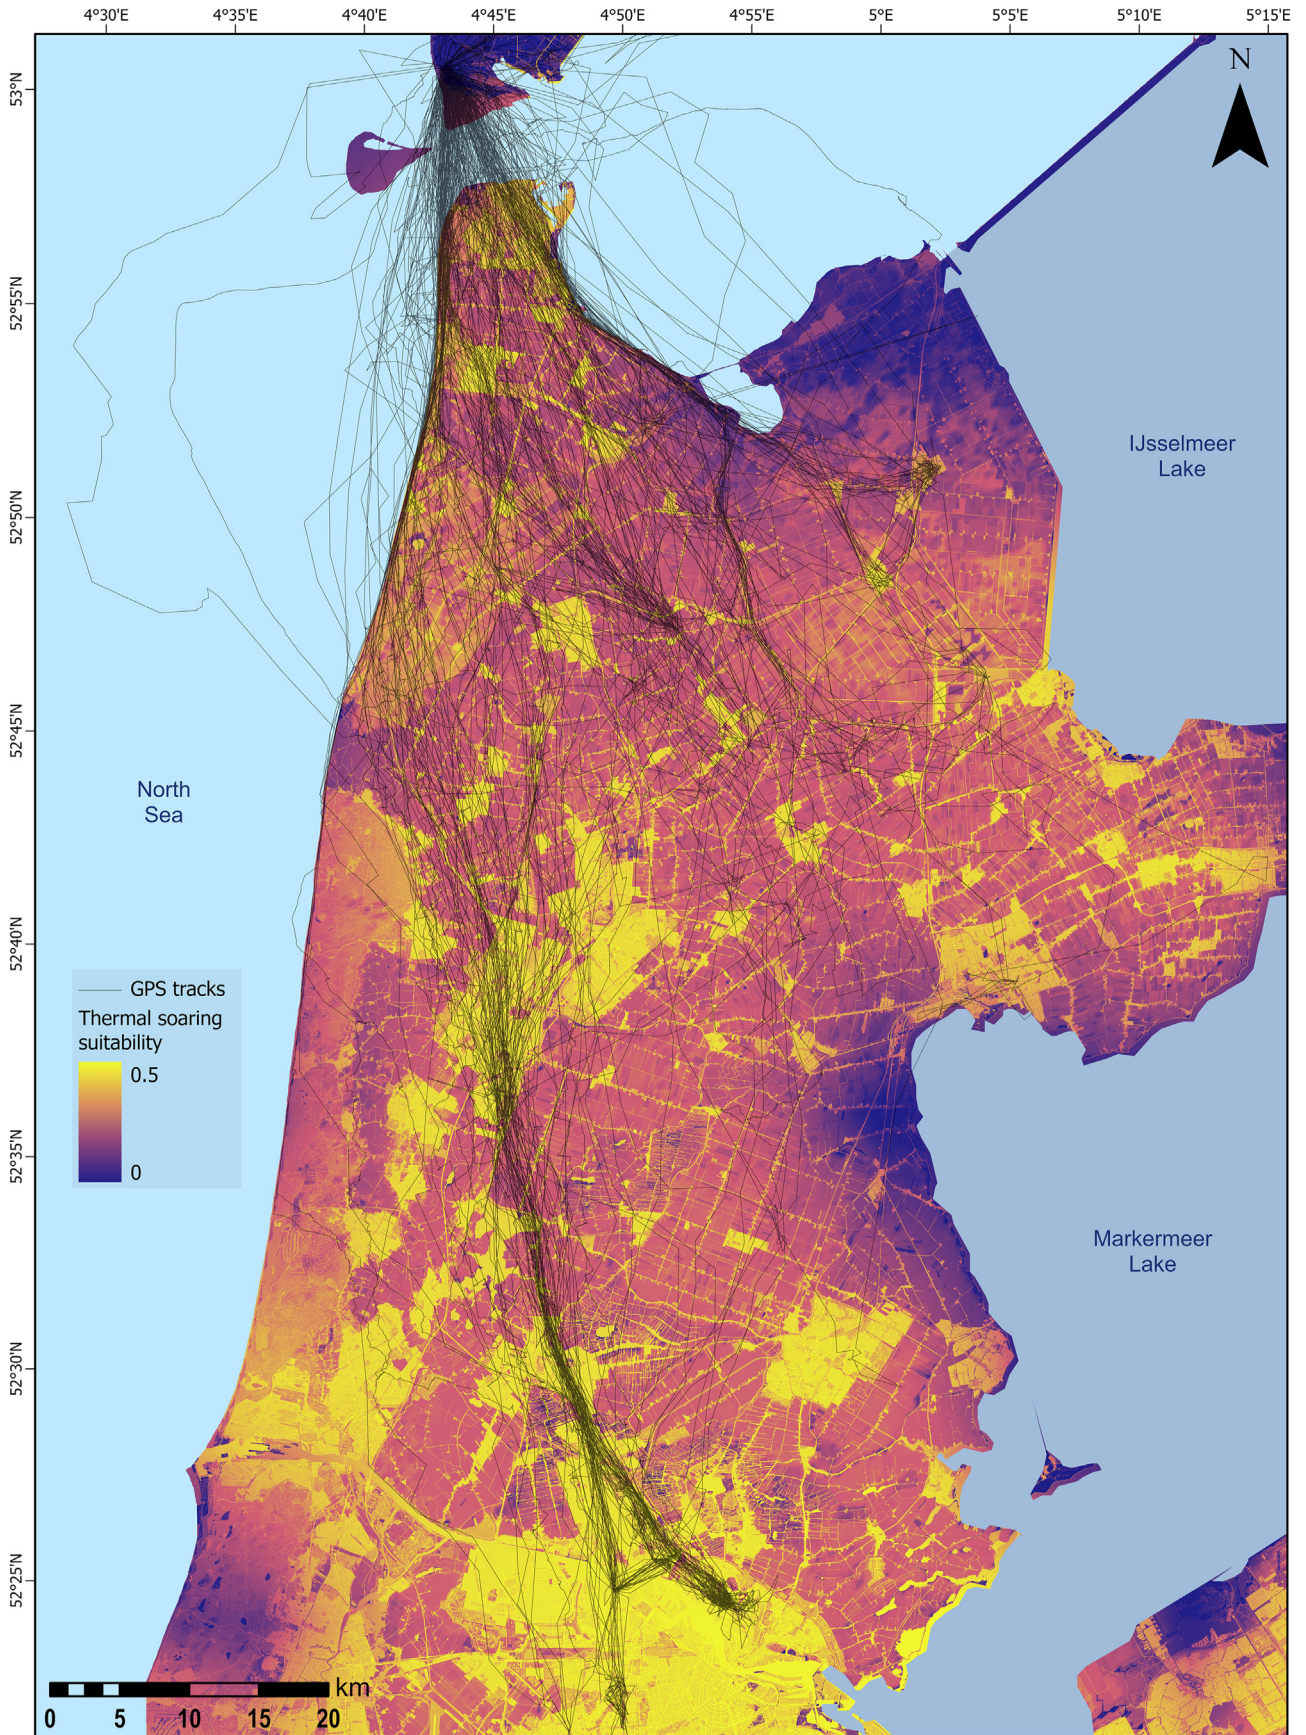 4°30'E 4°35'E 4°40'E 4°45'E 4°50'E 4°55'E 5°E 5°5'E 5°10'E 5°15'E
N
53°N
52°55'N
IJsselmeer
Lake
52°50'N
52°45'N
North
Sea
52°40'N
GPS tracks
Thermal soaring
suitability
0.5
0
52°35'N
Markermeer
Lake
52°30'N
52°25'N
km
0 5 10 15 20